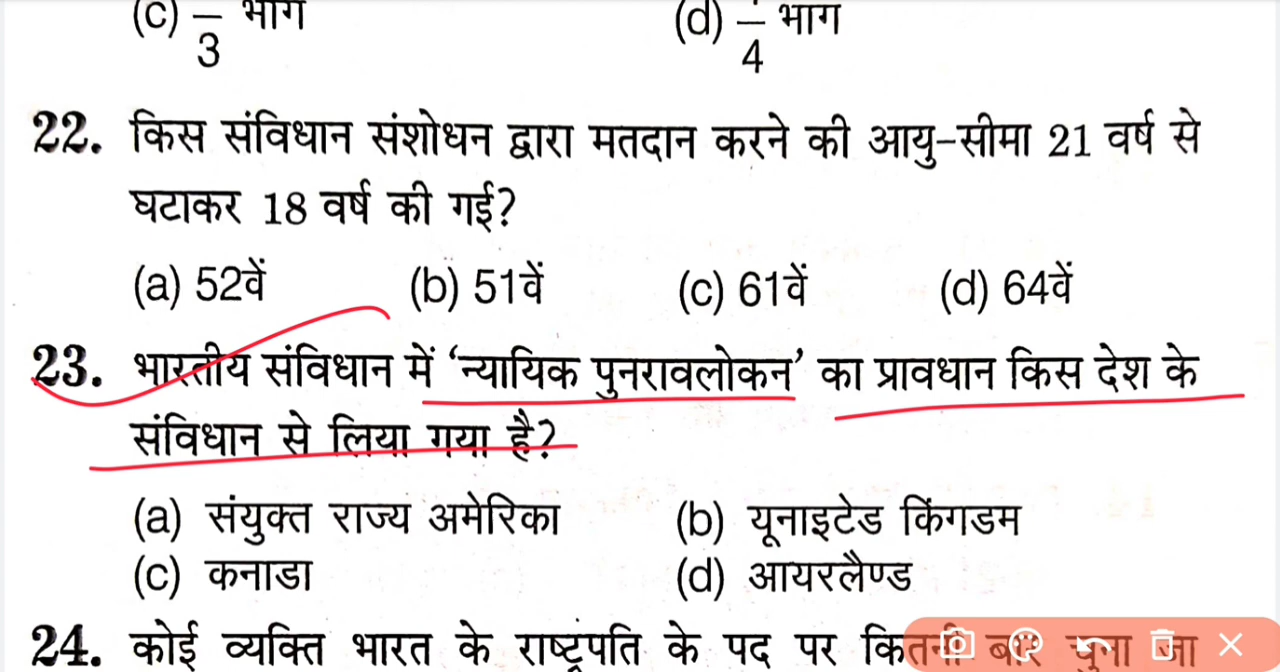 (c) 3 भाग (d) 4 भाग
22. किस संविधान संशोधन द्वारा मतदान करने की आयु-सीमा 21 वर्ष से
घटाकर 18 वर्ष की गई?
(a) 52वें (b) 51वें (c) 61वें (d) 64वें
23. भारतीय संविधान में ‘न्यायिक पुनरावलोकन’ का प्रावधान किस देश के
संविधान से लिया गया है?
(a) संयुक्त राज्य अमेरिका (b) यूनाइटेड किंगडम
(c) कनाडा (d) आयरलैण्ड
24. कोई व्यक्ति भारत के राष्ट्रपति के पद पर कितनी बार चुना जा